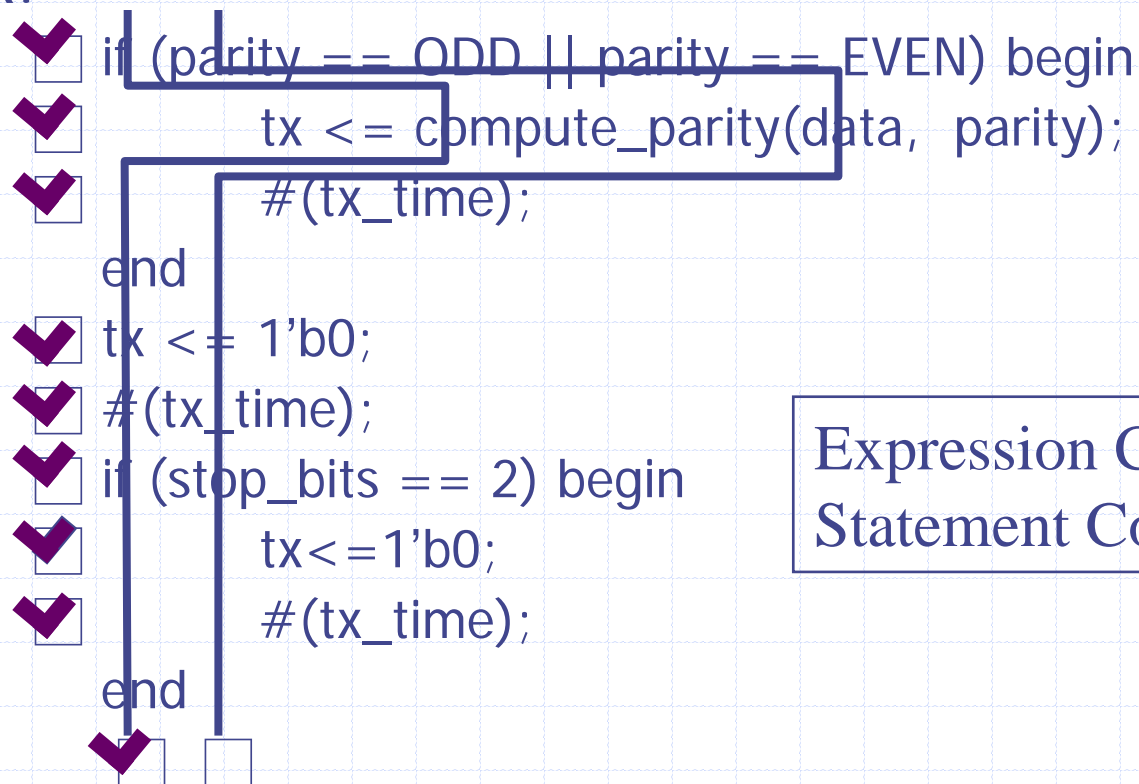 if (parity == ODD || parity == EVEN) begin
tx <= compute_parity(data, parity);
#(tx_time);
end
tx <= 1’b0;
#(tx_time);
if (stop_bits == 2) begin
tx<=1’b0;
#(tx_time);
end
Expression
Statement